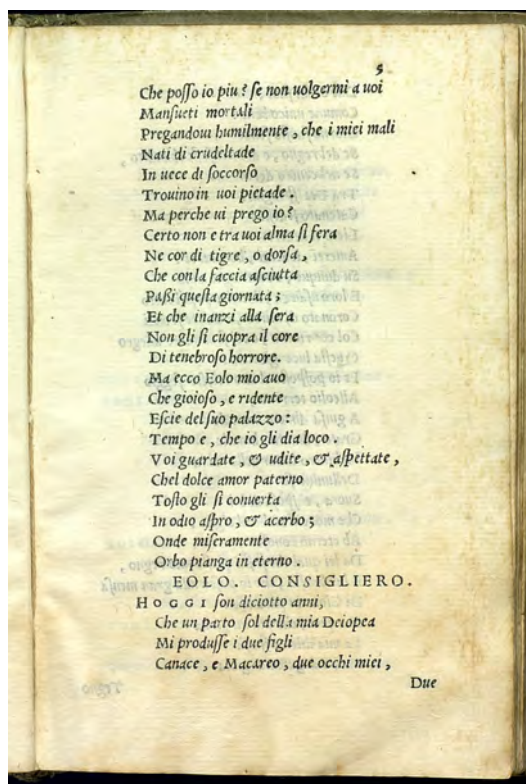 5
Che posso io piu? se non uolgermi a uoi
Mansueti mortali
Pregandoui humilmente, che i miei mali
Nati di crudeltade
In uece di soccorso
Trouino in uoi pietade.
Ma perche ui prego io?
Certo non e tra uoi alma si fera
Ne cor di tigre, o dorsa,
Che con la faccia asciutta
Passi questa giornata;
Et che inanzi alla sera
Non gli si cuopra il core
Di tenebroso horrore.
Ma ecco Eolo mio auo
Che gioioso, e ridente
Escie del suo palazzo:
Tempo e, che io gli dia loco.
Voi guardate, & udite, & aspettate,
Chel dolce amor paterno
Tosto gli si conuerta
In odio aspro, & acerbo;
Onde miseramente
Orbo pianga in eterno.
EOLO. CONSIGLIERO.
HOGGI son diciotto anni,
Che un parto sol della mia Deiopea
Mi produsse i due figli
Canace, e Macareo, due occhi miei,
Due